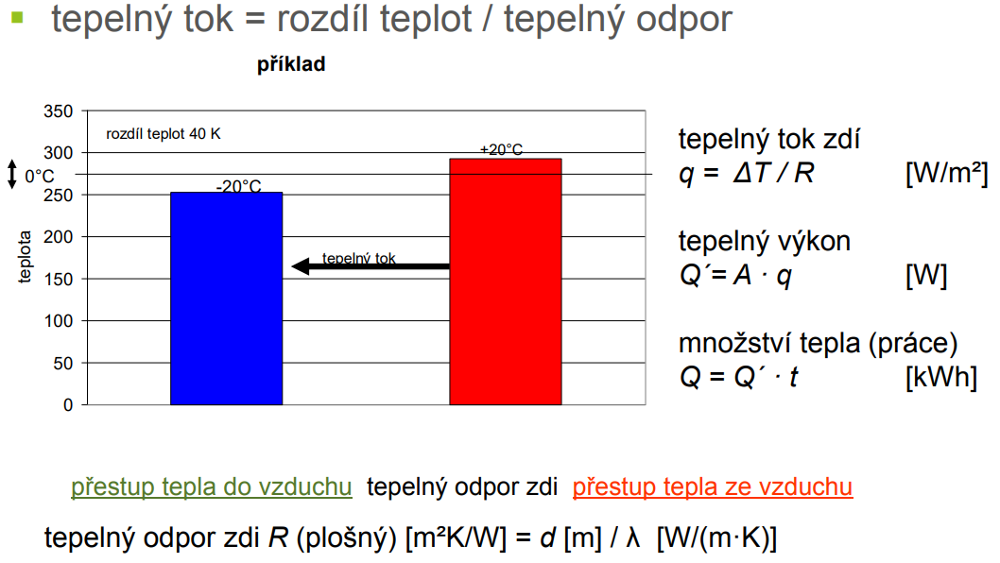 tepelný tok = rozdíl teplot / tepelný odpor
příklad
350
rozdíl teplot 40 K
300
+20°C
0°C
250
-20°C
200
teplota
tepelný tok
150
100
50
0
tepelný tok zdí
q = ΔT / R [W/m²]
tepelný výkon
Q´= A · q [W]
množství tepla (práce)
Q = Q´ · t [kWh]
přestup tepla do vzduchu tepelný odpor zdi přestup tepla ze vzduchu
tepelný odpor zdi R (plošný) [m²K/W] = d [m] / λ [W/(m·K)]